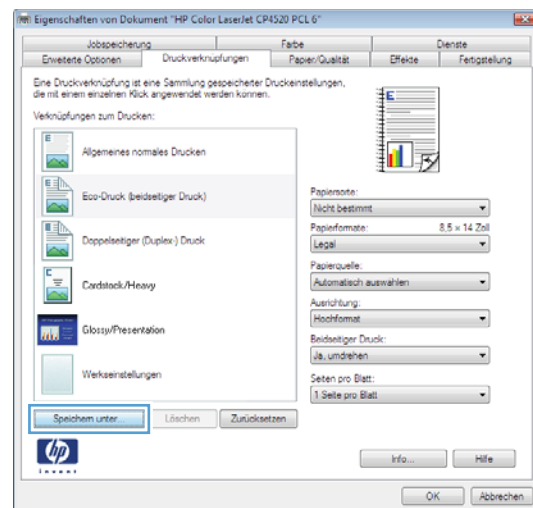 Eigenschaften von Dokument "HP Color LaserJet CP4520 PCL 6"
Jobspeicherung Farbe Dienste
Erweiterte Optionen Druckverknüpfungen Papier/Qualität Effekte Fertigstellung
Eine Druckverknüpfung ist eine Sammlung gespeicherter Druckeinstellungen,
die mit einem einzelnen Klick angewendet werden können.
Verknüpfungen zum Drucken:
Allgemeines normales Drucken
Eco-Druck (beidseitiger Druck)
Doppelseitiger (Duplex-) Druck
Cardstock/Heavy
Glossy/Presentation
Werkseinstellungen
Papiersorte:
Nicht bestimmt
Papierformate: 8,5 × 14 Zoll
Legal
Papierquelle:
Automatisch auswählen
Ausrichtung:
Hochformat
Beidseitiger Druck:
Ja, umdrehen
Seiten pro Blatt:
1 Seite pro Blatt
Speichern unter... Löschen Zurücksetzen
hp
invent
Info... Hilfe
OK Abbrechen